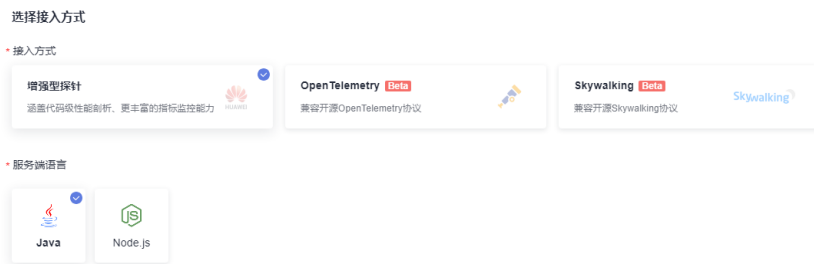 选择接入方式
* 接入方式
增强型探针
涵盖代码级性能剖析、更丰富的指标监控能力
HUAWEI
OpenTelemetry Beta
兼容开源OpenTelemetry协议
Skywalking Beta
兼容开源Skywalking协议
Skywalking
* 服务端语言
Java
JS
Node.js